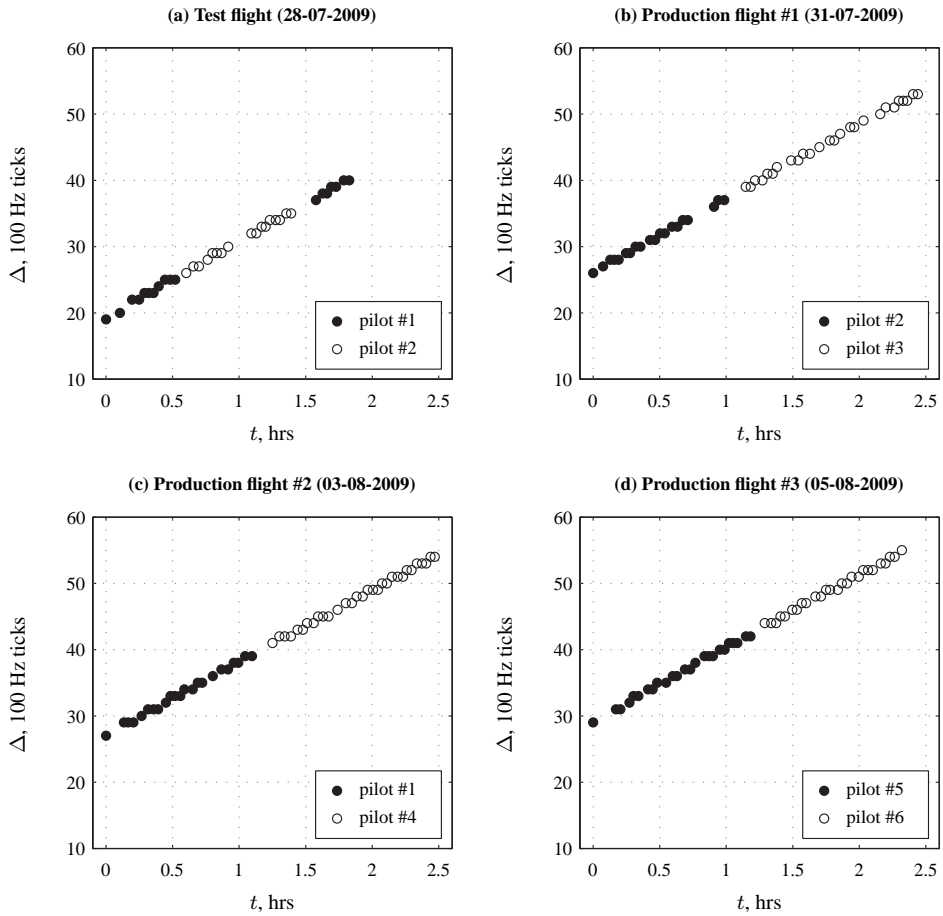 (a) Test flight (28-07-2009)
60
50
40
30
20
10
0
0.5
1
1.5
2
2.5
Δ, 100 Hz ticks
t, hrs
pilot #1
pilot #2
(b) Production flight #1 (31-07-2009)
60
50
40
30
20
10
0
0.5
1
1.5
2
2.5
Δ, 100 Hz ticks
t, hrs
pilot #2
pilot #3
(c) Production flight #2 (03-08-2009)
60
50
40
30
20
10
0
0.5
1
1.5
2
2.5
Δ, 100 Hz ticks
t, hrs
pilot #1
pilot #4
(d) Production flight #3 (05-08-2009)
60
50
40
30
20
10
0
0.5
1
1.5
2
2.5
Δ, 100 Hz ticks
t, hrs
pilot #5
pilot #6